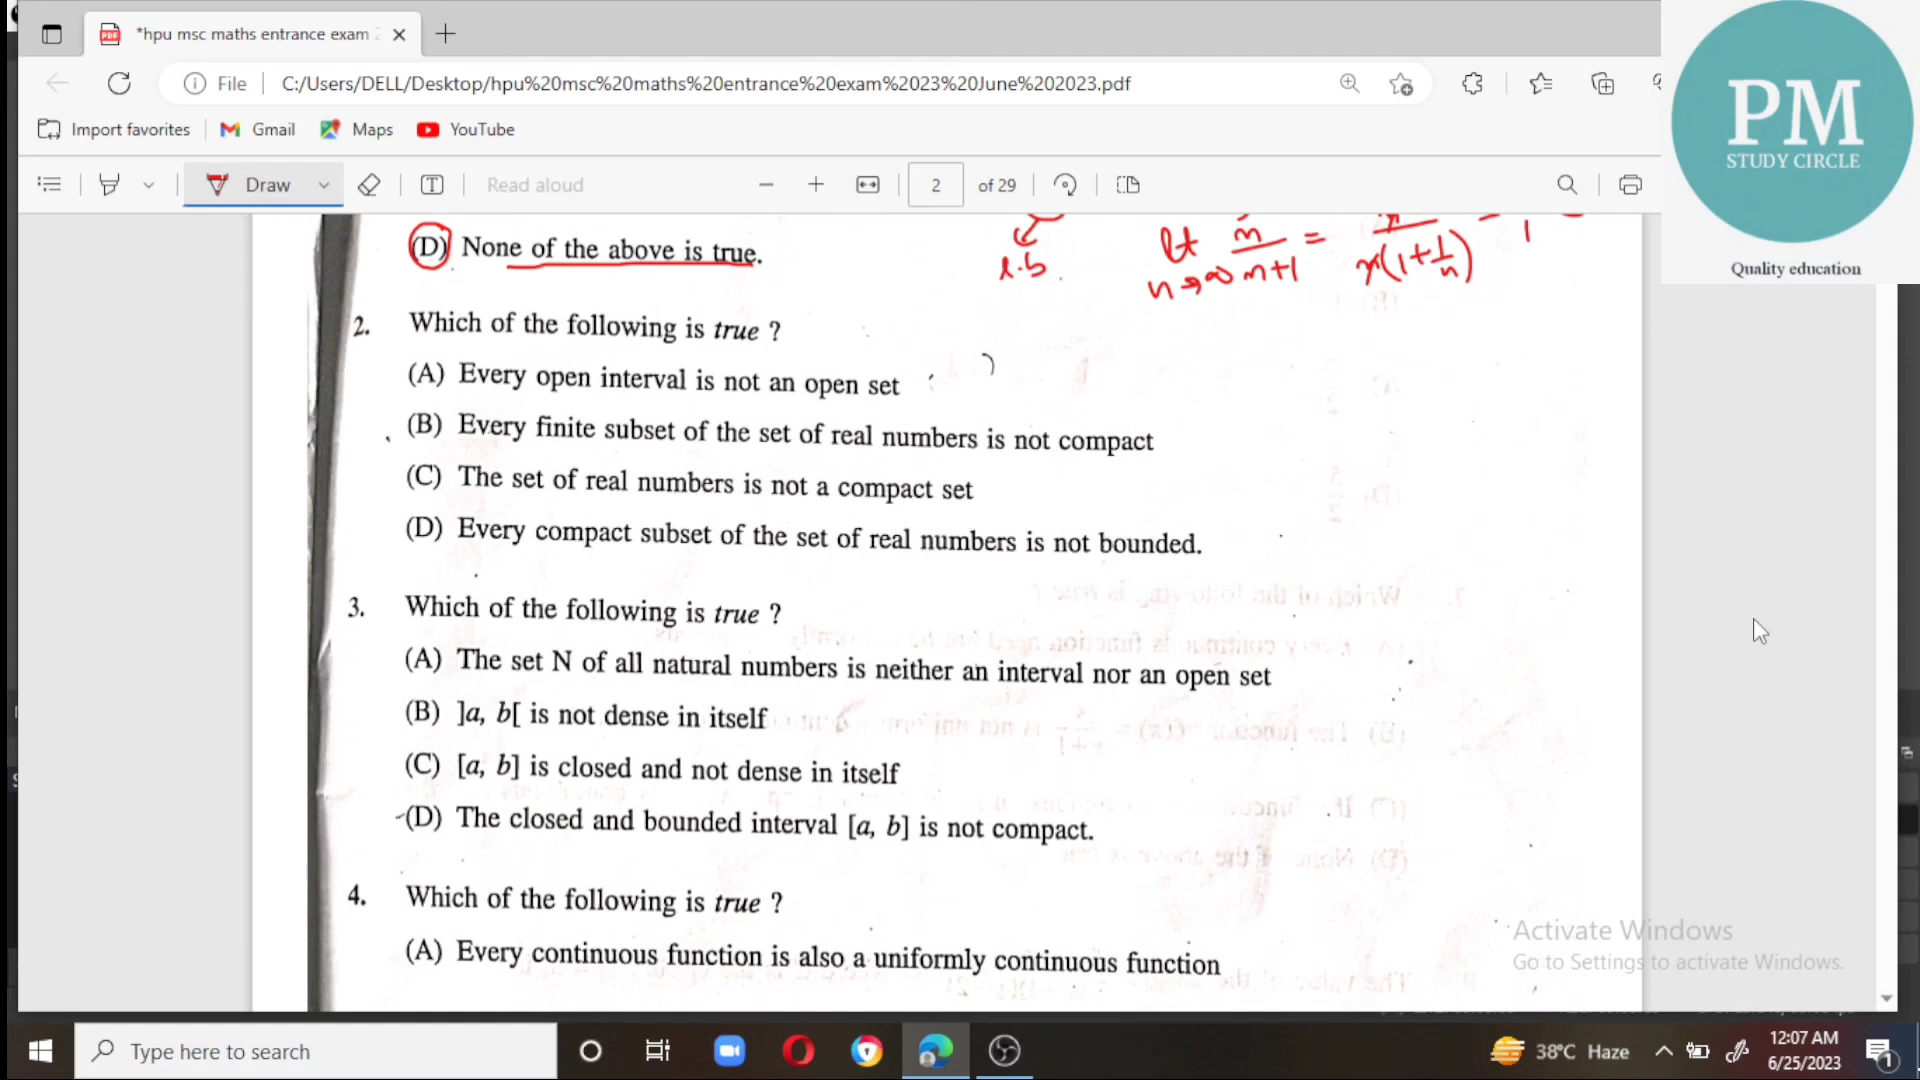 *hpu msc maths entrance exam 2
File
C:/Users/DELL/Desktop/hpu%20msc%20maths%20entrance%20exam%2023%20June%202023.pdf
Import favorites
Gmail
Maps
YouTube
Draw
Read aloud
2
of 29
PM
STUDY CIRCLE
Quality education
(D) None of the above is true.
l.b
lt n/n+1 = n/n(1+1/n) = 1
n→∞
2. Which of the following is true ?
(A) Every open interval is not an open set
(B) Every finite subset of the set of real numbers is not compact
(C) The set of real numbers is not a compact set
(D) Every compact subset of the set of real numbers is not bounded.
3. Which of the following is true ?
(A) The set N of all natural numbers is neither an interval nor an open set
(B) ]a, b[ is not dense in itself
(C) [a, b] is closed and not dense in itself
(D) The closed and bounded interval [a, b] is not compact.
4. Which of the following is true ?
(A) Every continuous function is also a uniformly continuous function
Activate Windows
Go to Settings to activate Windows.
Type here to search
38°C Haze
12:07 AM
6/25/2023
1